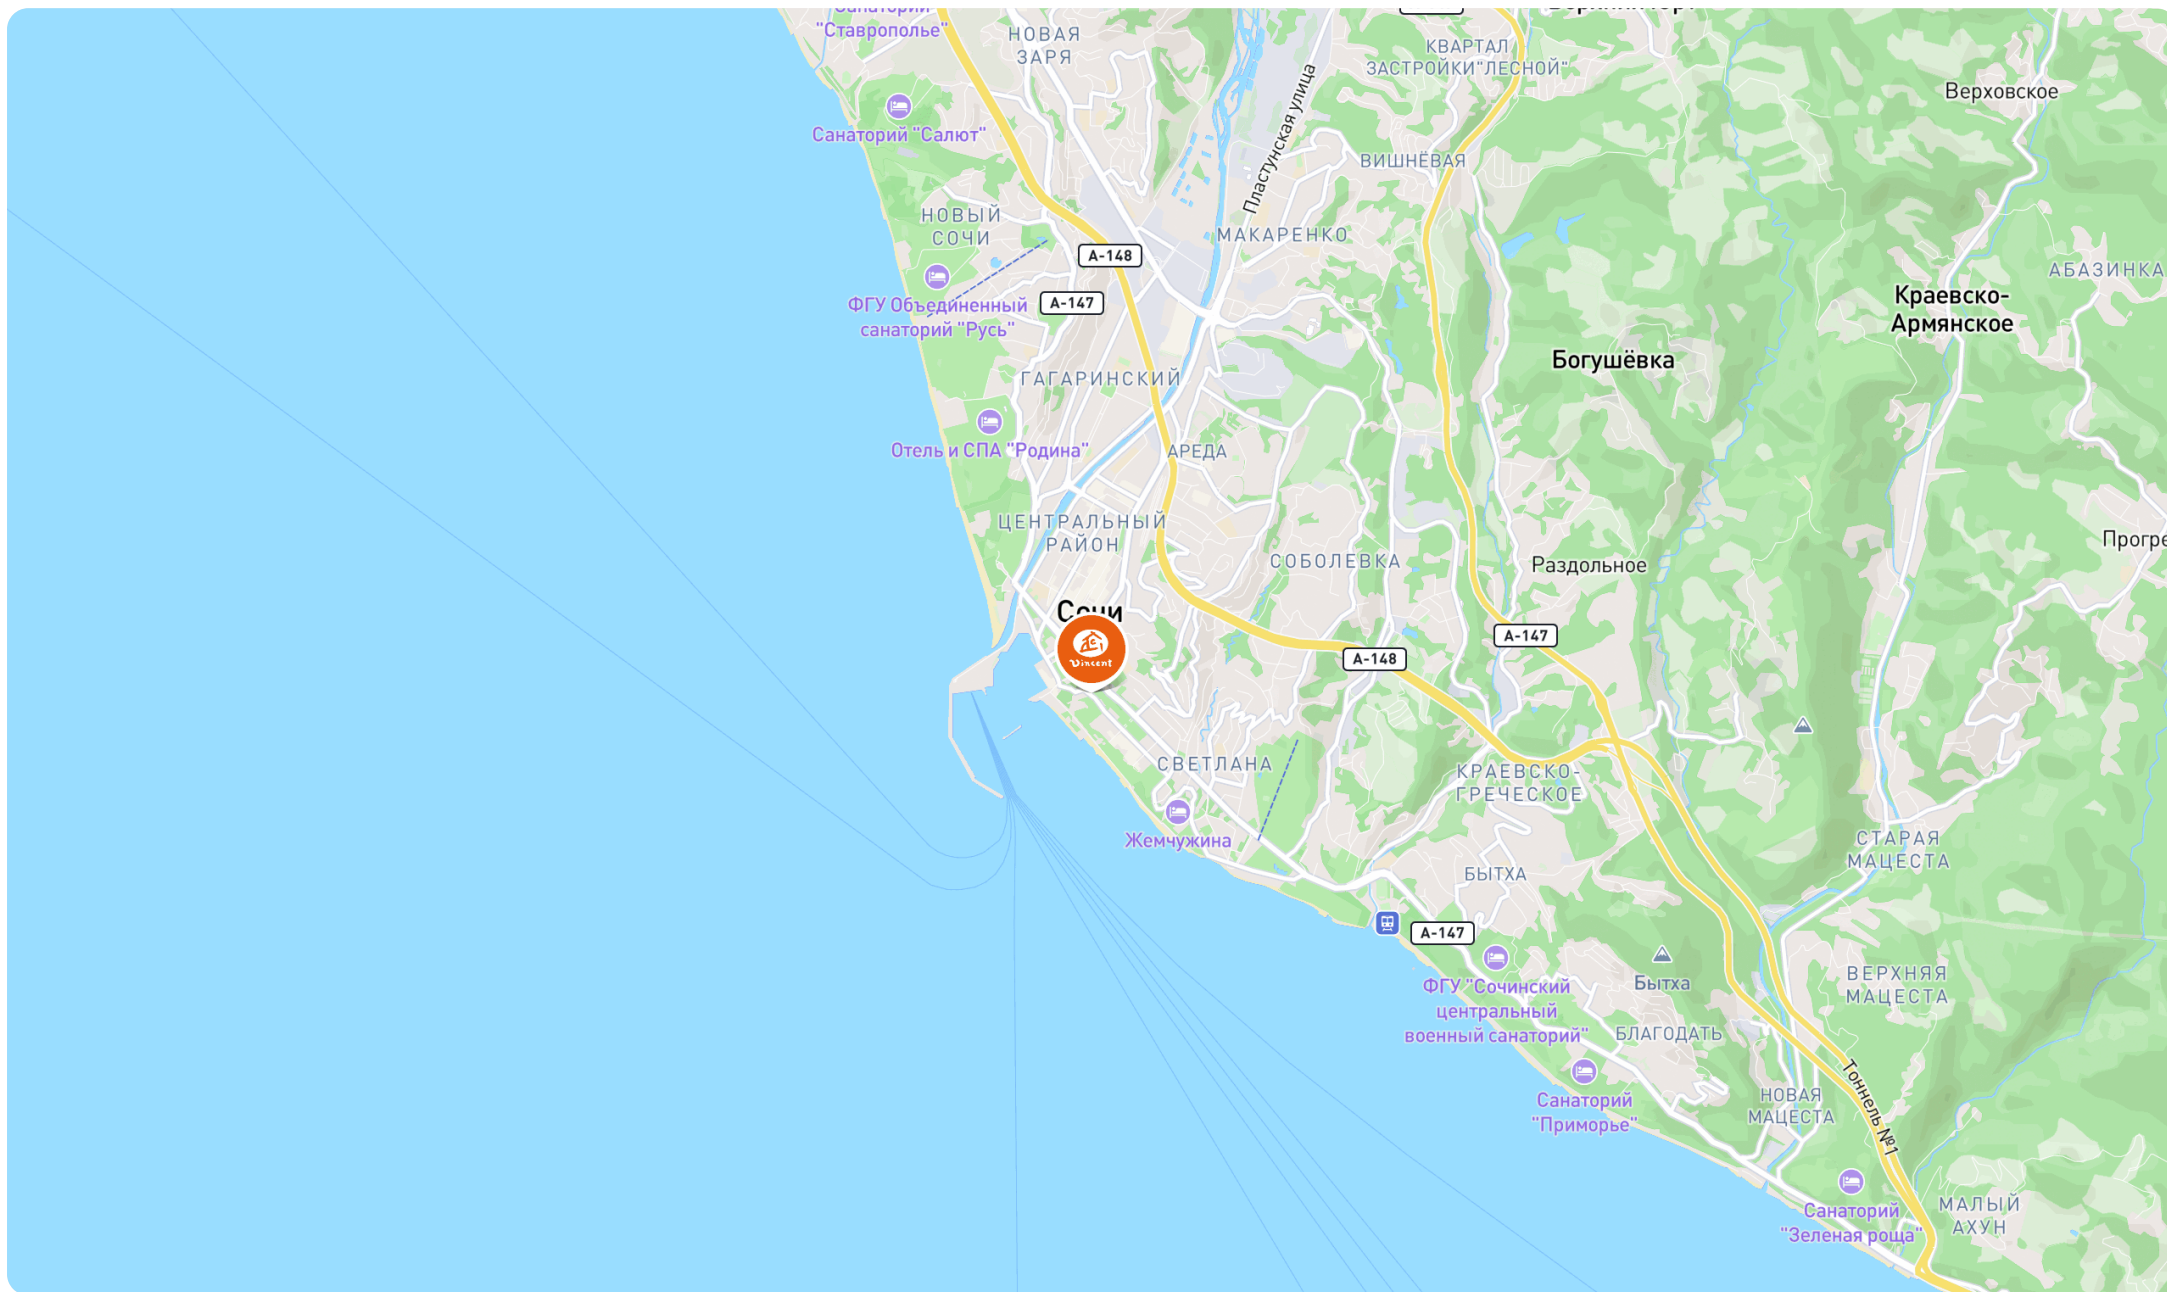 Санаторий
"Ставрополье"
НОВАЯ
ЗАРЯ
КВАРТАЛ
ЗАСТРОЙКИ"ЛЕСНОЙ"
Верховское
Санаторий "Салют"
Пластунская улица
ВИШНЁВАЯ
НОВЫЙ
СОЧИ
МАКАРЕНКО
А-148
АБАЗИНКА
ФГУ Объединенный
санаторий "Русь"
А-147
Краевско-
Армянское
Богушёвка
ГАГАРИНСКИЙ
Отель и СПА "Родина"
АРЕДА
ЦЕНТРАЛЬНЫЙ
РАЙОН
СОБОЛЕВКА
Раздольное
Прогре
Сочи
Vincent
А-147
А-148
СВЕТЛАНА
КРАЕВСКО-
ГРЕЧЕСКОЕ
Жемчужина
СТАРАЯ
МАЦЕСТА
БЫТХА
А-147
ФГУ "Сочинский
центральный
военный санаторий"
Бытха
ВЕРХНЯЯ
МАЦЕСТА
БЛАГОДАТЬ
Санаторий
"Приморье"
НОВАЯ
МАЦЕСТА
Тоннель №1
Санаторий
"Зеленая роща"
МАЛЫЙ
АХУН